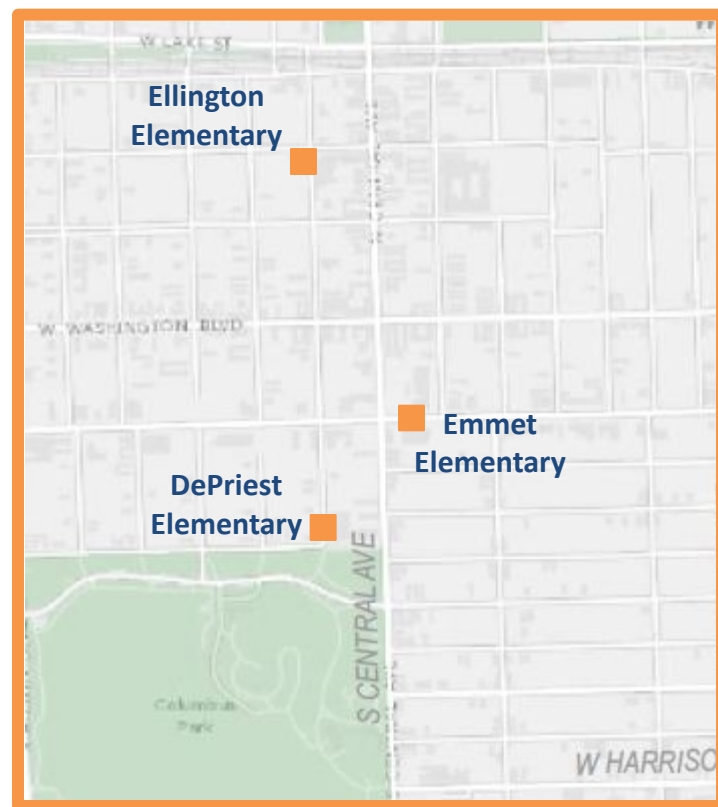 W LAKE ST
Ellington
Elementary
W WASHINGTON BLVD
Emmet
Elementary
DePriest
Elementary
S CENTRAL AVE
Columbus
Park
W HARRISO